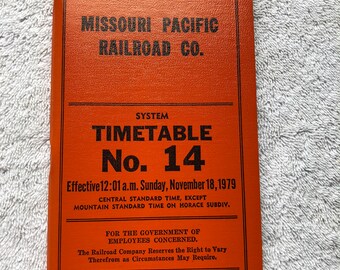 MISSOURI PACIFIC
RAILROAD CO.
SYSTEM
TIMETABLE
No. 14
Effective 12:01 a.m. Sunday, November 18, 1979
CENTRAL STANDARD TIME, EXCEPT
MOUNTAIN STANDARD TIME ON HORACE SUBDIV.
FOR THE GOVERNMENT OF
EMPLOYEES CONCERNED.
The Railroad Company Reserves the Right to Vary
Therefrom as Circumstances May Require.